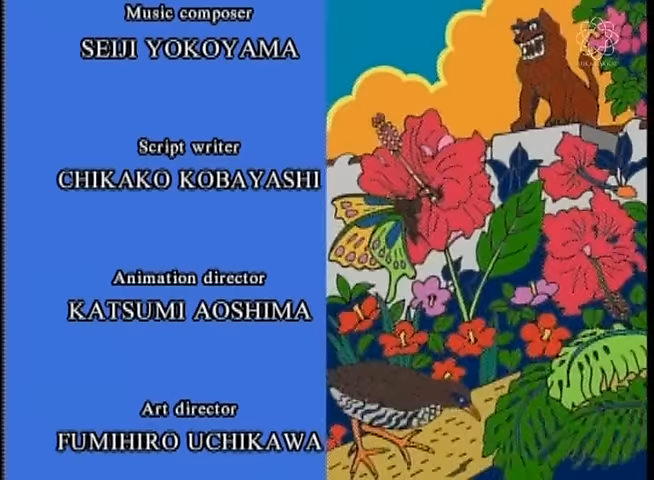 Music composer
SEIJI YOKOYAMA
Script writer
CHIKAKO KOBAYASHI
Animation director
KATSUMI AOSHIMA
Art director
FUMIHIRO UCHIKAWA